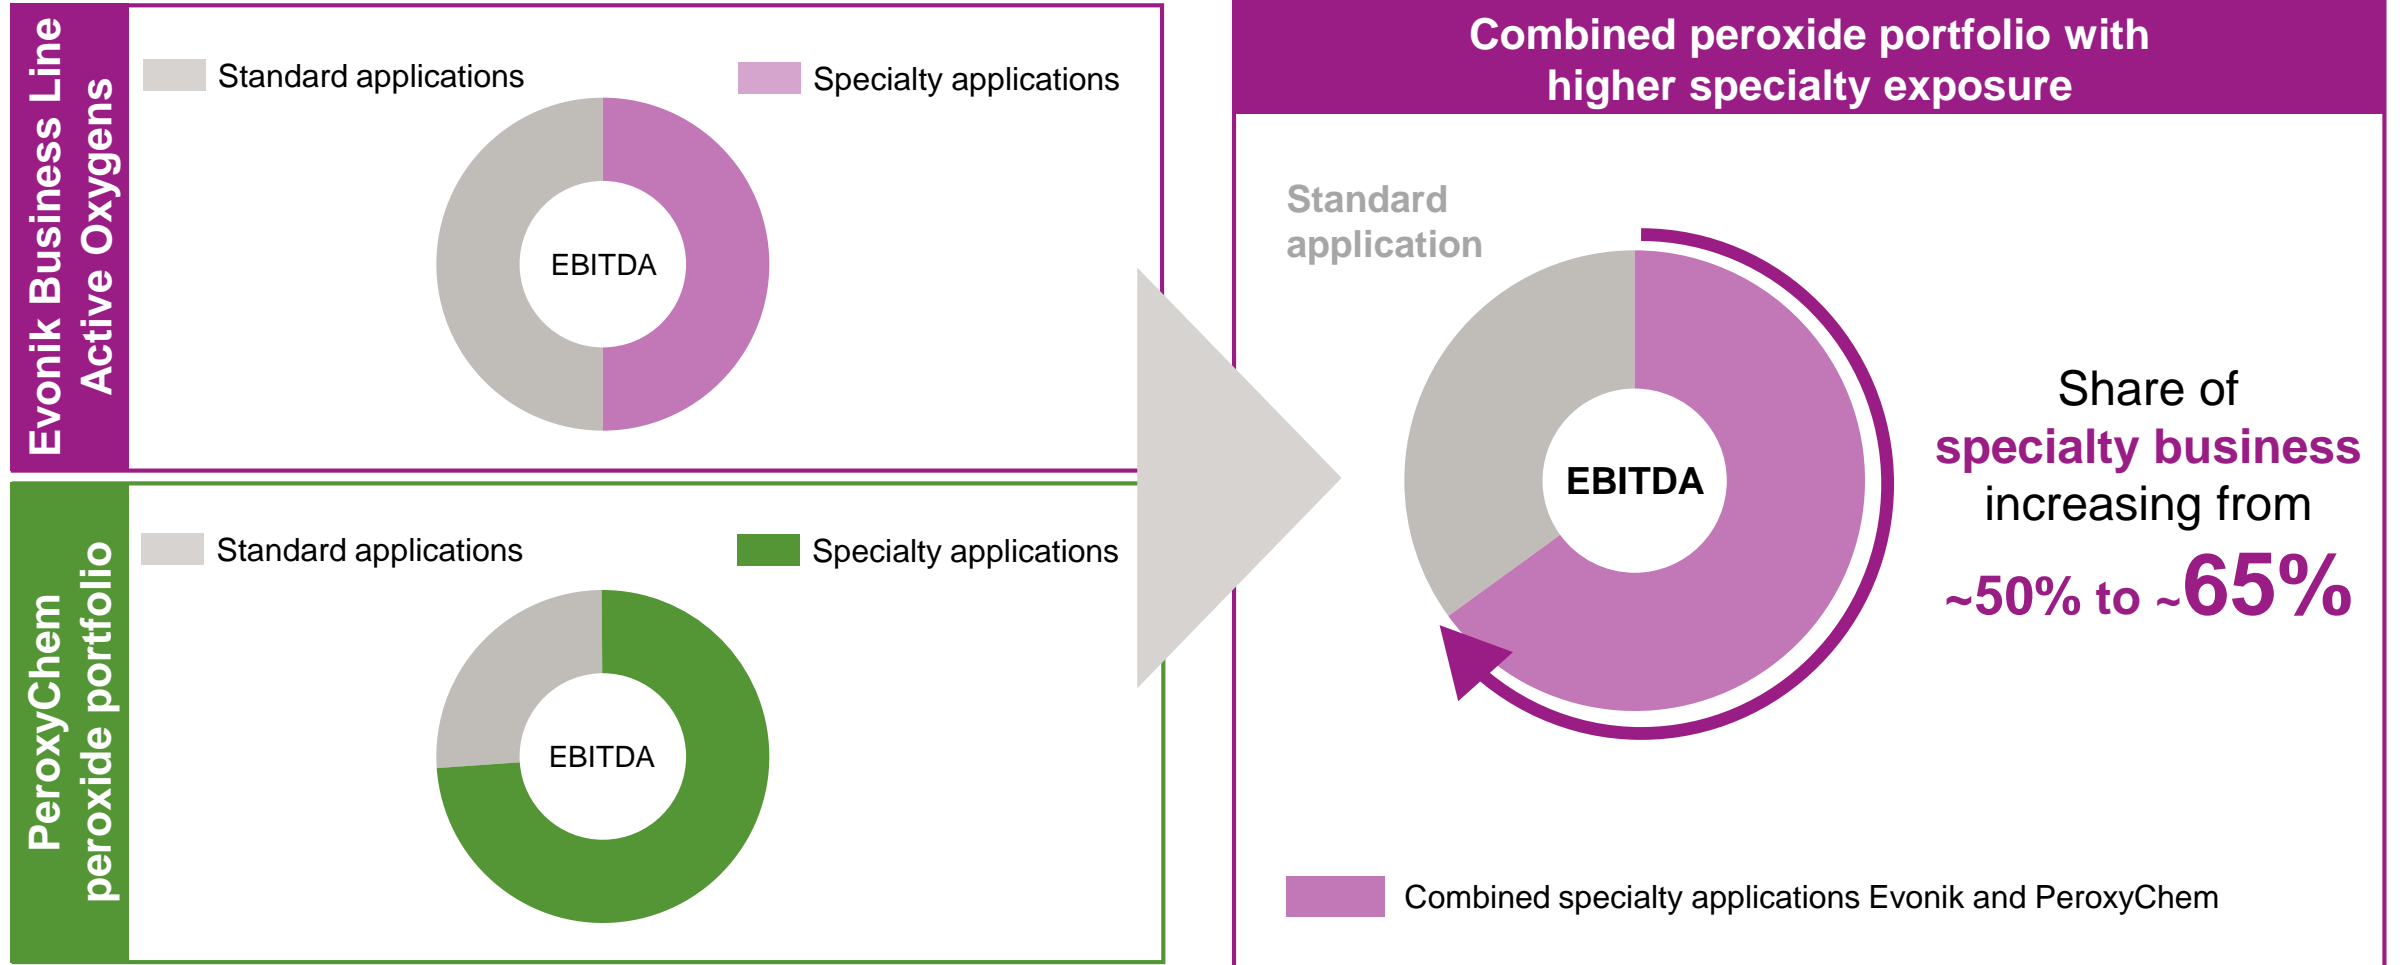 Evonik Business Line
Active Oxygens
Standard applications
Specialty applications
EBITDA
PeroxyChem
peroxide portfolio
Standard applications
Specialty applications
EBITDA
Combined peroxide portfolio with
higher specialty exposure
Standard
application
EBITDA
Share of
specialty business
increasing from
~50% to ~65%
Combined specialty applications Evonik and PeroxyChem